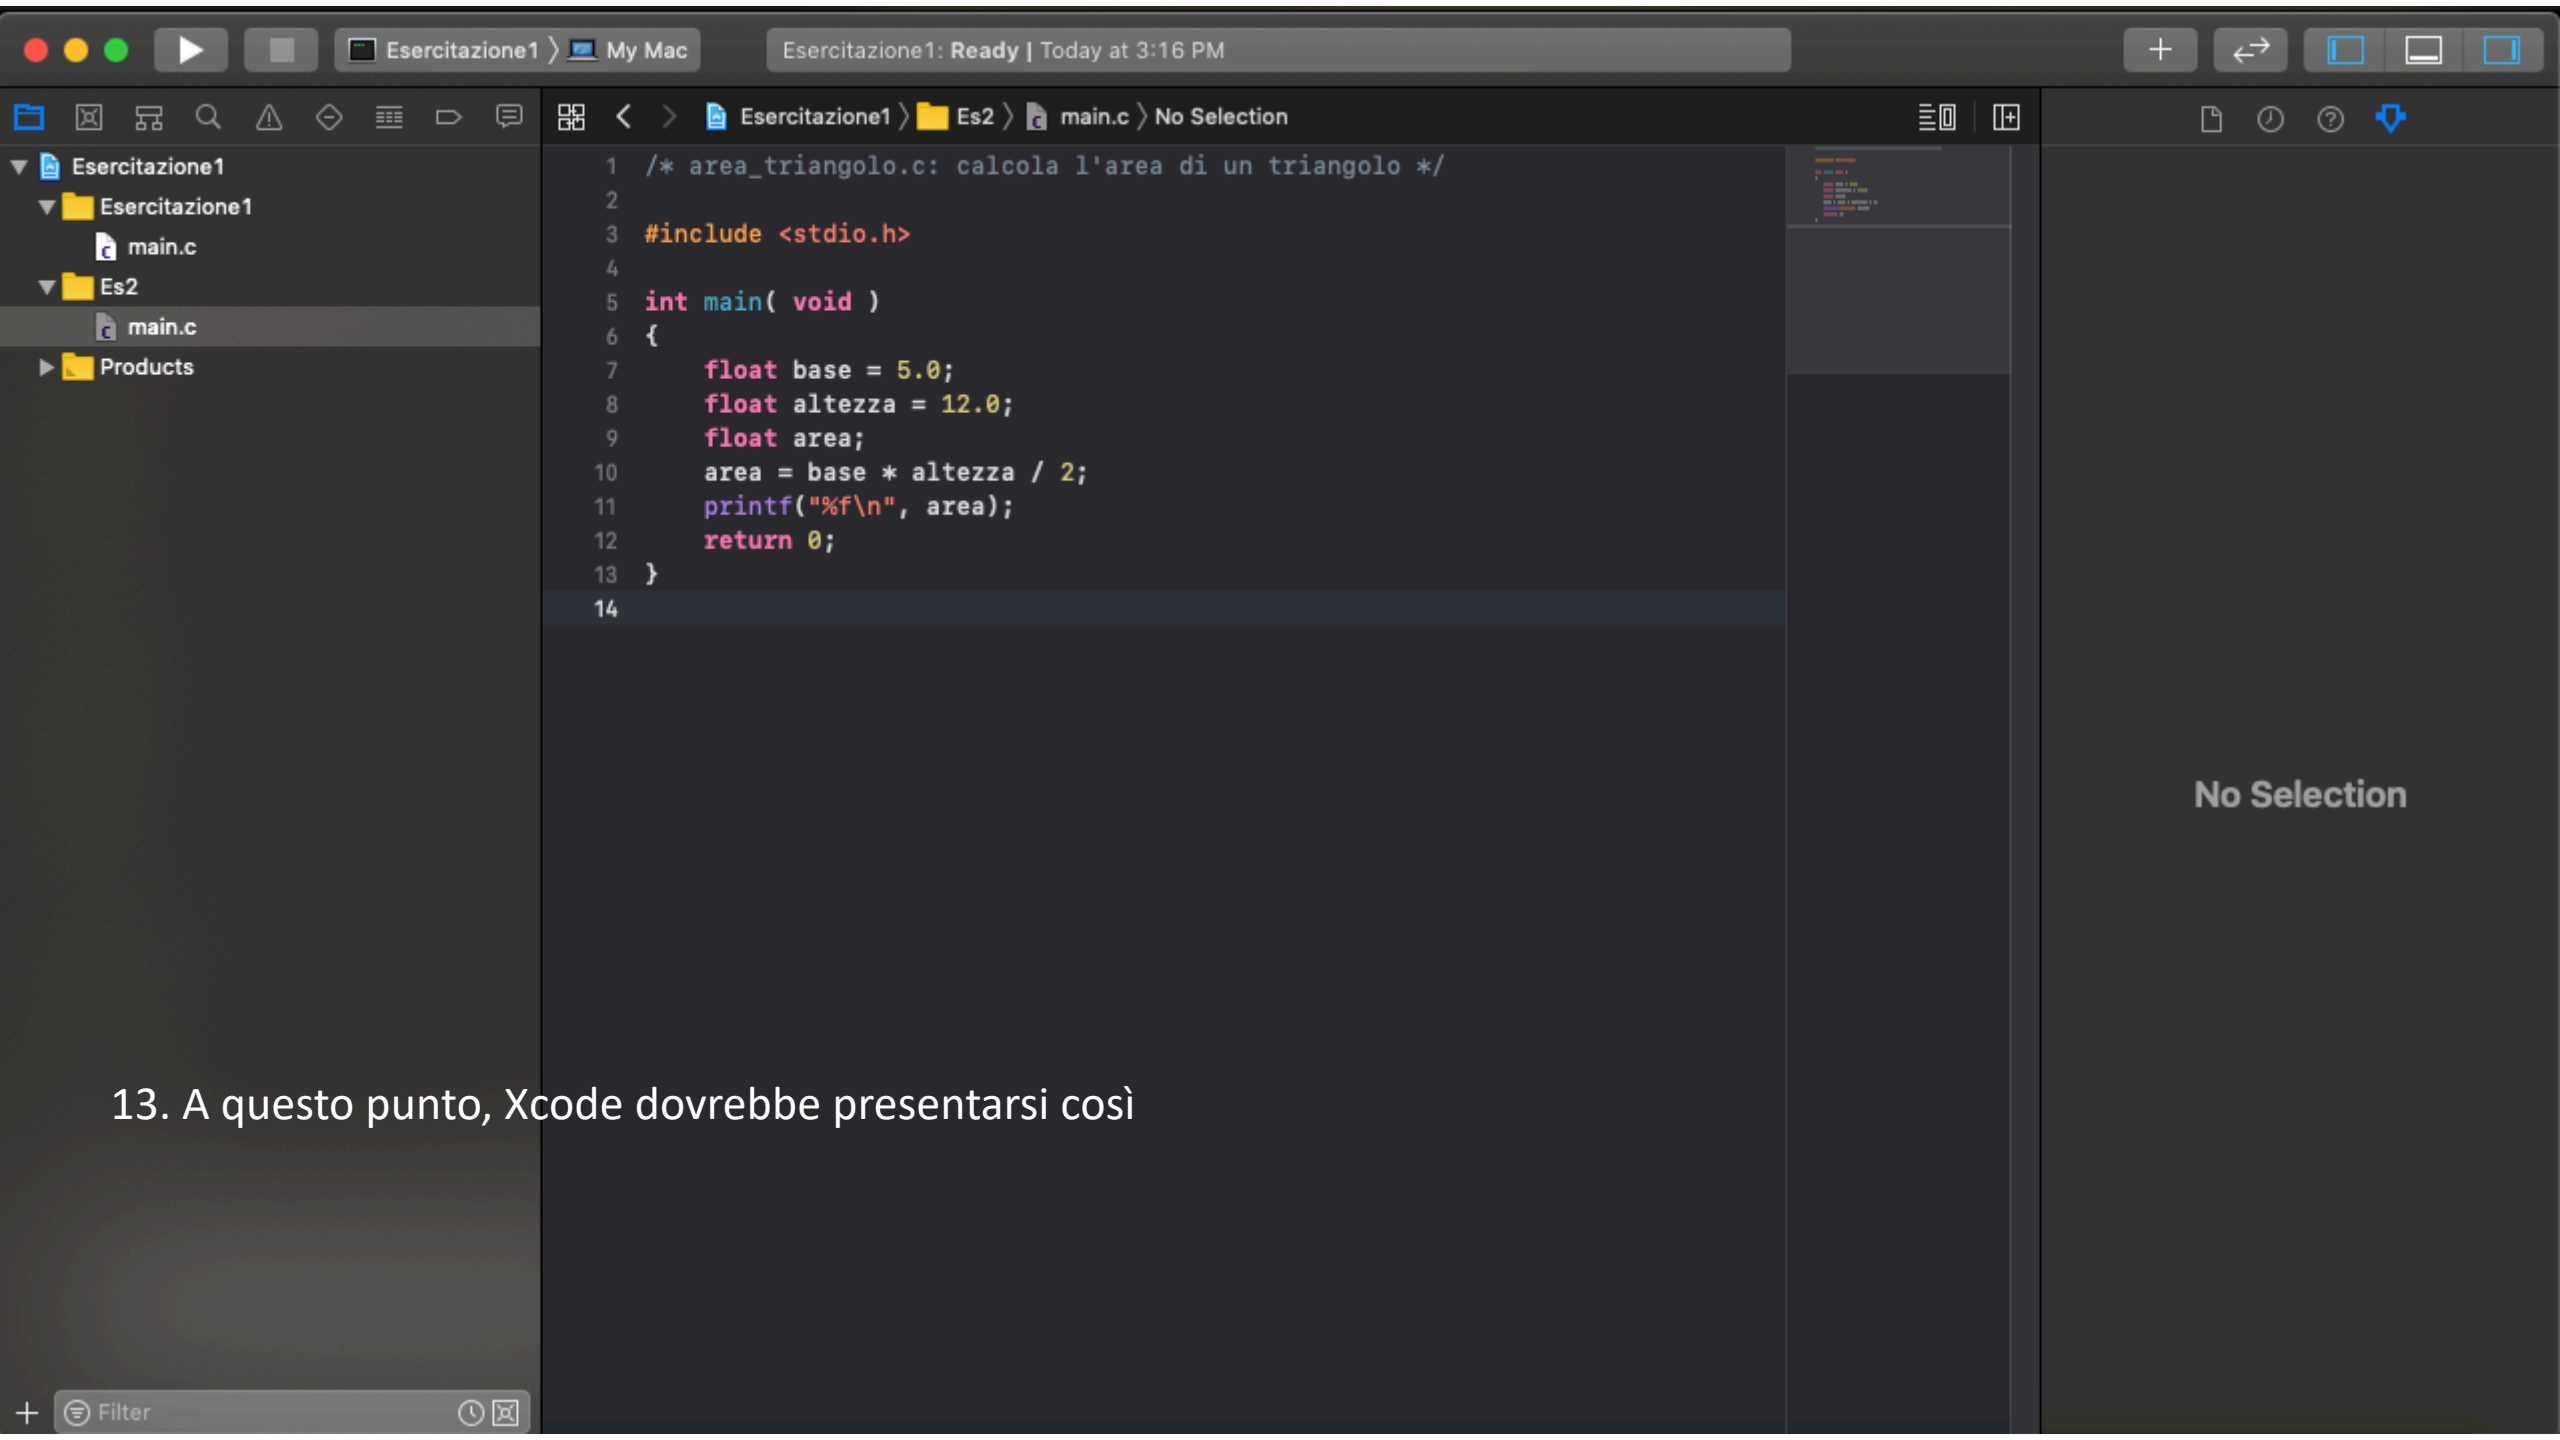 Esercitazione1 〉 My Mac
Esercitazione1: Ready | Today at 3:16 PM
Esercitazione1 〉 Es2 〉 main.c 〉 No Selection
Esercitazione1
Esercitazione1
main.c
Es2
main.c
Products
1 /* area_triangolo.c: calcola l'area di un triangolo */
2
3 #include <stdio.h>
4
5 int main( void )
6 {
7     float base = 5.0;
8     float altezza = 12.0;
9     float area;
10     area = base * altezza / 2;
11     printf("%f\n", area);
12     return 0;
13 }
14
No Selection
13. A questo punto, Xcode dovrebbe presentarsi così
Filter